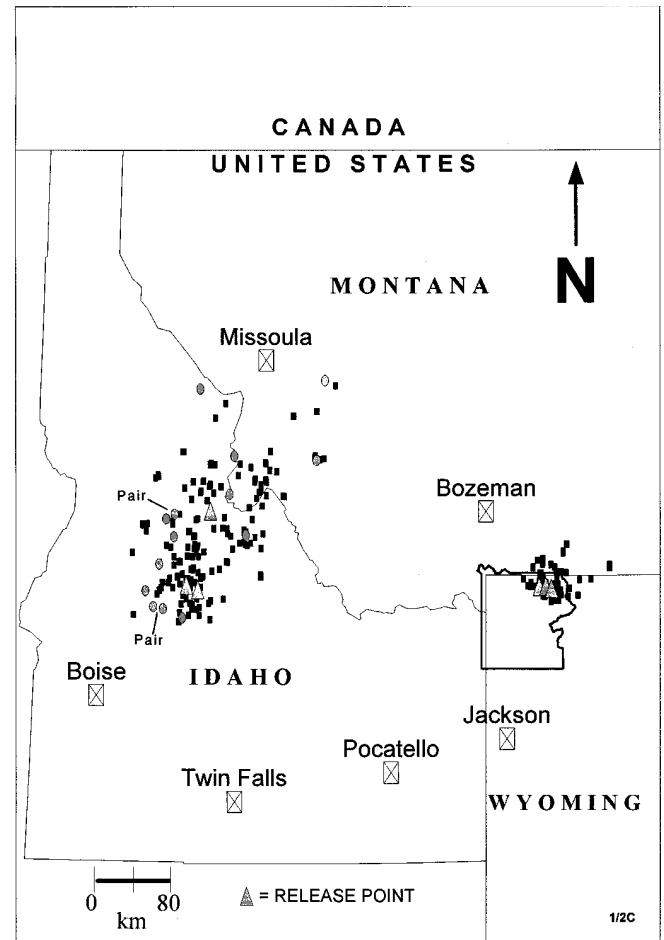 CANADA
UNITED STATES
MONTANA
N
Missoula
Pair
Bozeman
Pair
Boise
IDAHO
Jackson
Pocatello
Twin Falls
WYOMING
0 80
km
= RELEASE POINT
1/2C